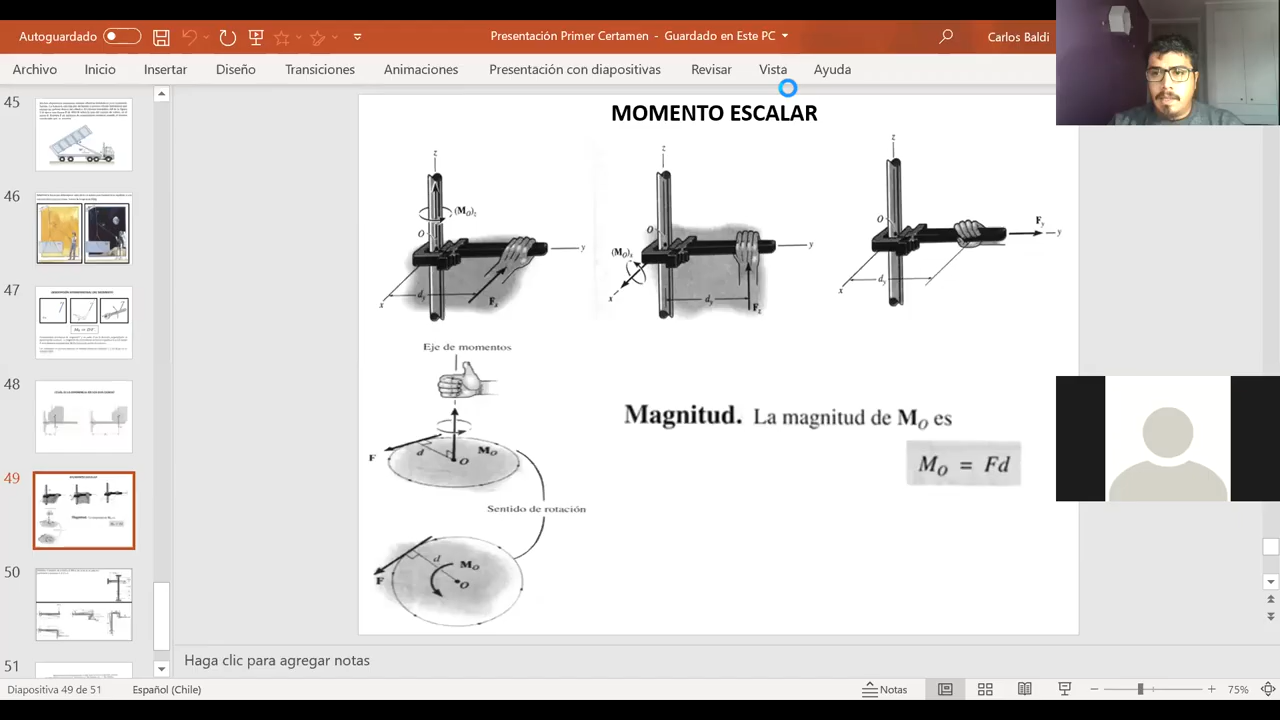 Autoguardado
Presentación Primer Certamen - Guardado en Este PC
Carlos Baldi
Archivo Inicio Insertar Diseño Transiciones Animaciones Presentación con diapositivas Revisar Vista Ayuda
45
46
47
48
49
50
51
MOMENTO ESCALAR
z
(M_O)_z
O
y
d_y
x
F_x
z
O
y
(M_O)_x
x
d_y
F_z
z
O
F_y
y
d_y
x
Eje de momentos
F
d
O
M_O
Sentido de rotación
F
d
M_O
O
Magnitud. La magnitud de M_O es
M_O = Fd
Haga clic para agregar notas
Diapositiva 49 de 51
Español (Chile)
Notas
75%